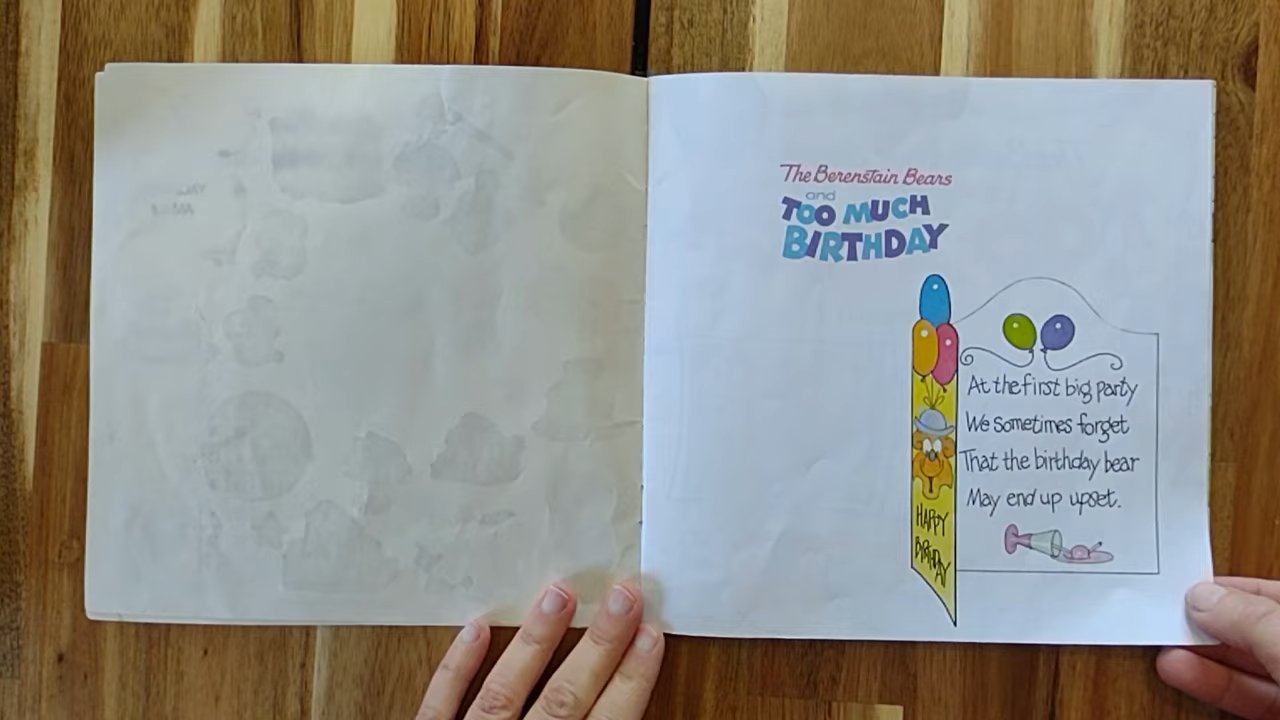 The Berenstain Bears
and
TOO MUCH
BIRTHDAY
At the first big party
We sometimes forget
That the birthday bear
May end up upset.
HAPPY
BIRTHDAY